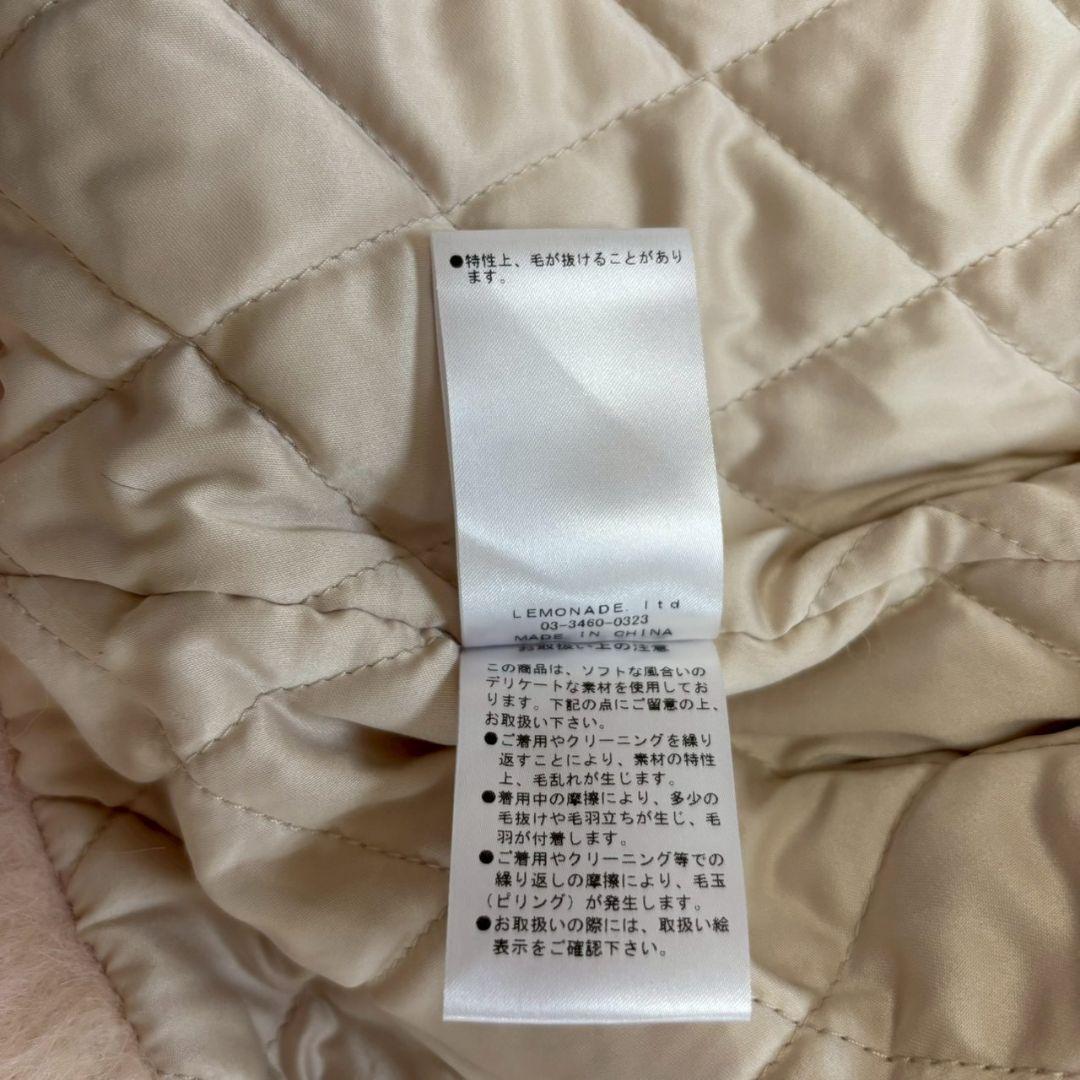 ●特性上、毛が抜けることがあり
ます。
LEMONADE. ltd
03-3460-0323
MADE IN CHINA
お取扱い上の注意
この商品は、ソフトな風合いの
デリケートな素材を使用してお
ります。下記の点にご留意の上、
お取扱い下さい。
●ご着用やクリーニングを繰り
返すことにより、素材の特性
上、毛乱れが生じます。
●着用中の摩擦により、多少の
毛抜けや毛羽立ちが生じ、毛
羽が付着します。
●ご着用やクリーニング等での
繰り返しの摩擦により、毛玉
(ピリング)が発生します。
●お取扱いの際には、取扱い絵
表示をご確認下さい。